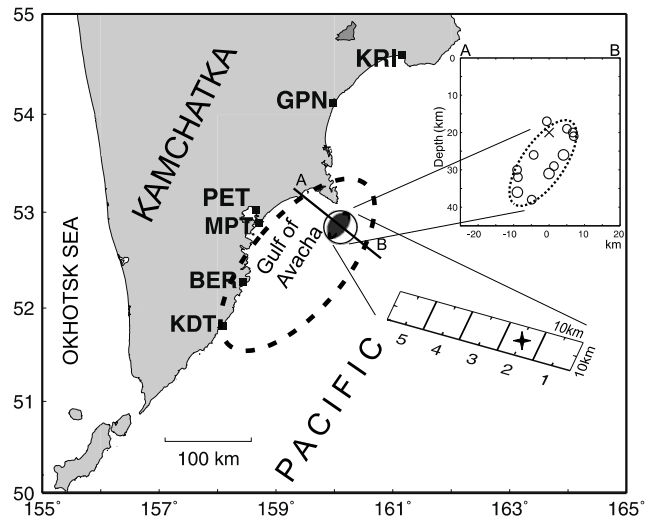 55
54
53
52
51
50
155°
157°
159°
161°
163°
165°
KAMCHATKA
OKHOTSK SEA
PACIFIC
Gulf of
Avacha
KRI
GPN
PET
MPT
BER
KDT
A
B
100 km
A
B
Depth (km)
0
10
20
30
40
-20
-10
0
10
20
km
10km
10km
5
4
3
2
1